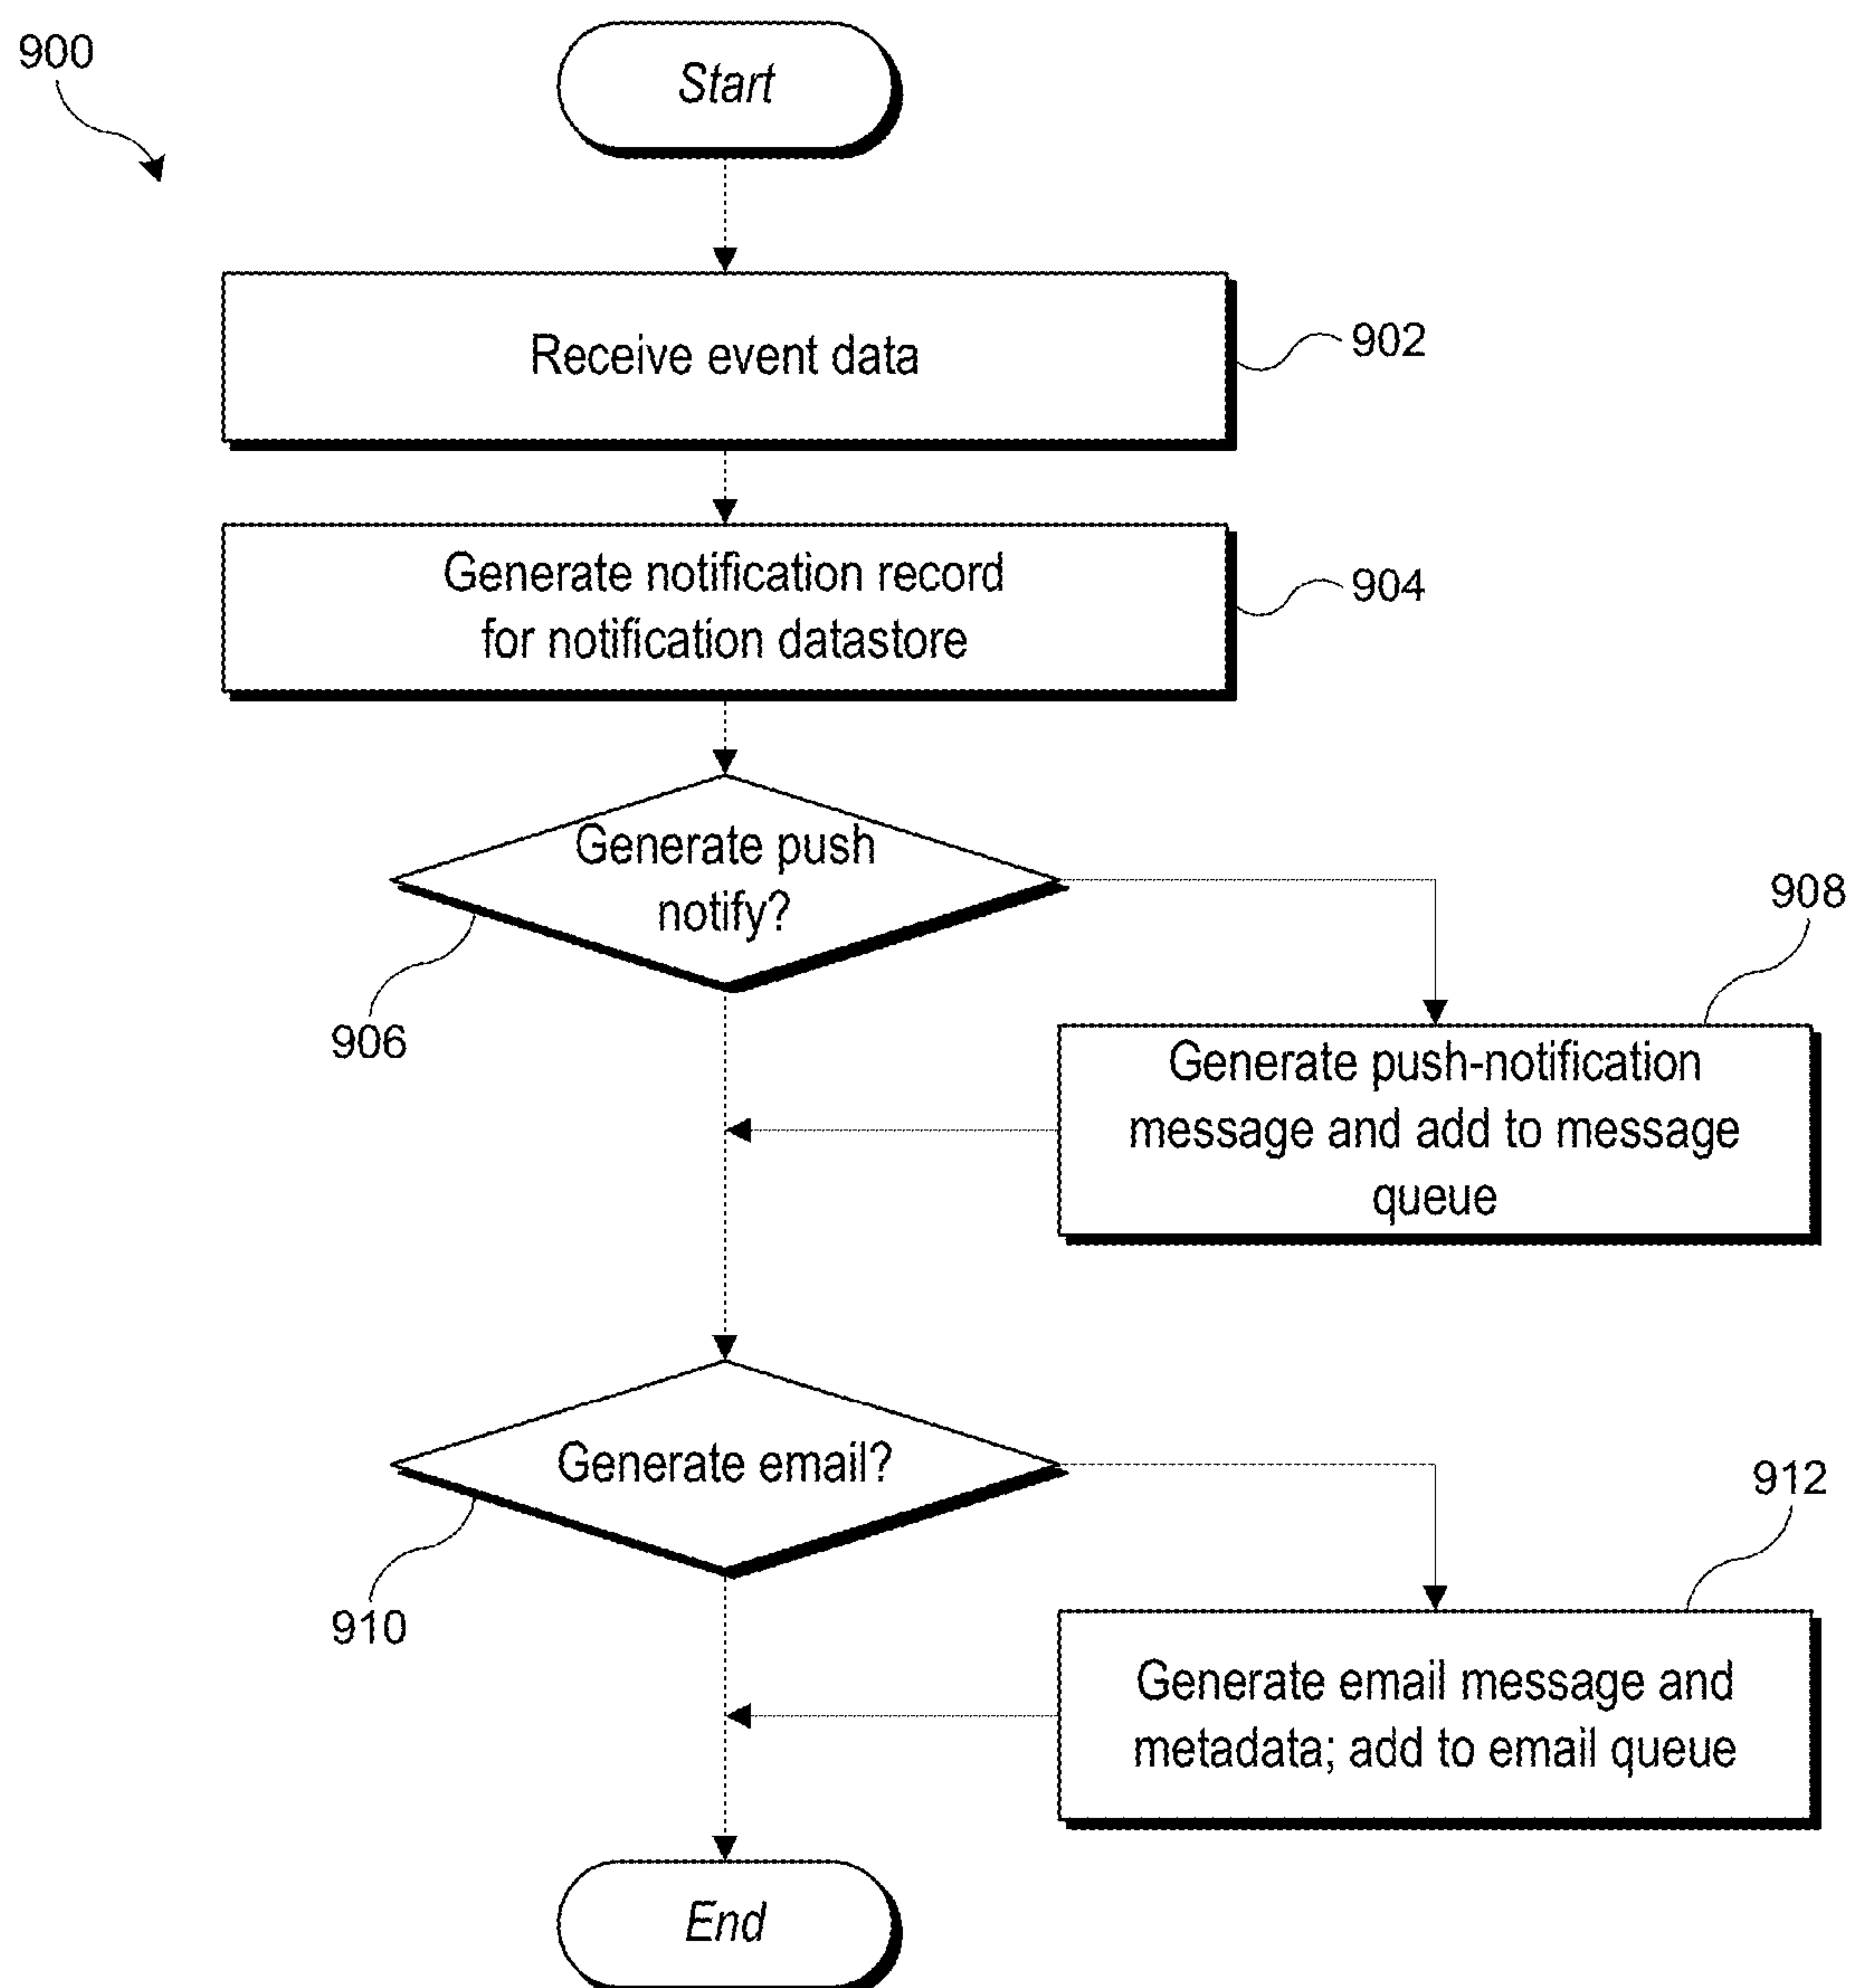 900
Start
Receive event data
902
Generate notification record
for notification datastore
904
Generate push
notify?
906
908
Generate push-notification
message and add to message
queue
Generate email?
910
912
Generate email message and
metadata; add to email queue
End